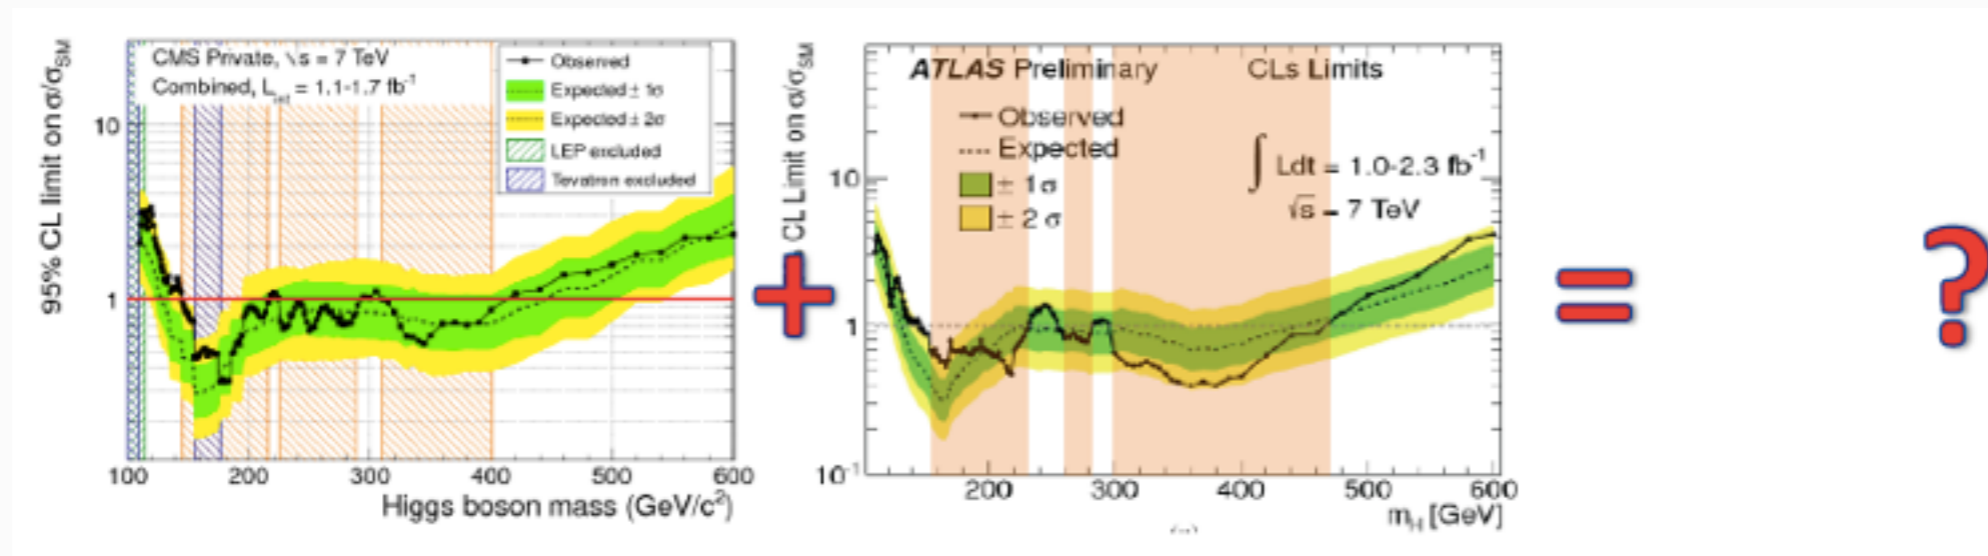 95% CL limit on σ/σSM
CMS Private, √s = 7 TeV
Combined, Lint = 1.1-1.7 fb-1
Observed
Expected ± 1σ
Expected ± 2σ
LEP excluded
Tevatron excluded
10
1
100 200 300 400 500 600
Higgs boson mass (GeV/c2)
+
CL Limit on σ/σSM
ATLAS Preliminary
CLs Limits
Observed
Expected
± 1 σ
± 2 σ
∫ Ldt = 1.0-2.3 fb-1
√s = 7 TeV
10
1
10-1
200 300 400 500 600
mH [GeV]
=
?